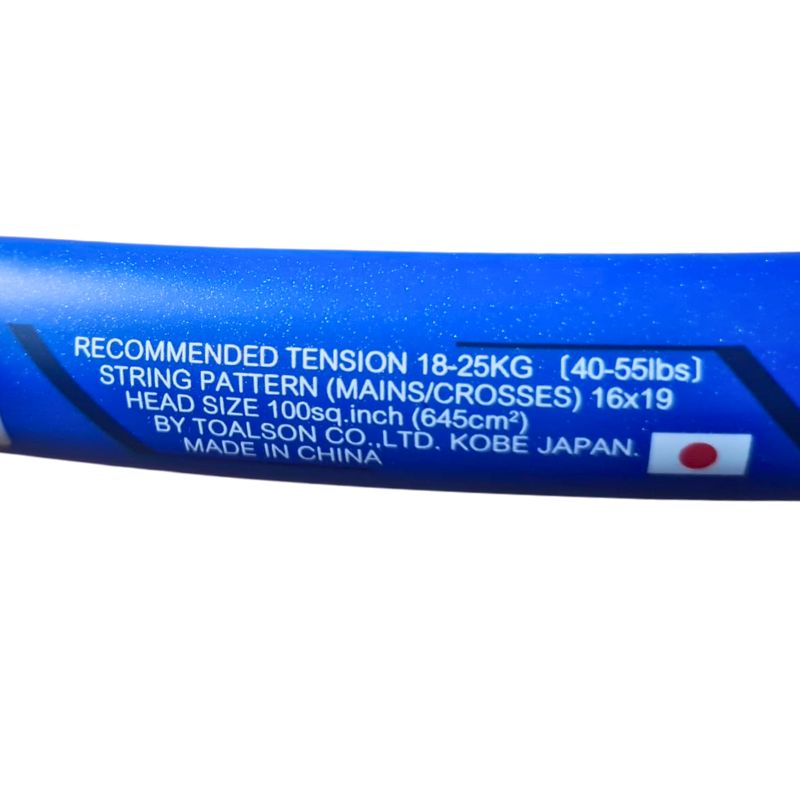 RECOMMENDED TENSION 18-25KG 〔40-55lbs〕
STRING PATTERN (MAINS/CROSSES) 16x19
HEAD SIZE 100sq.inch (645cm²)
BY TOALSON CO.,LTD. KOBE JAPAN.
MADE IN CHINA